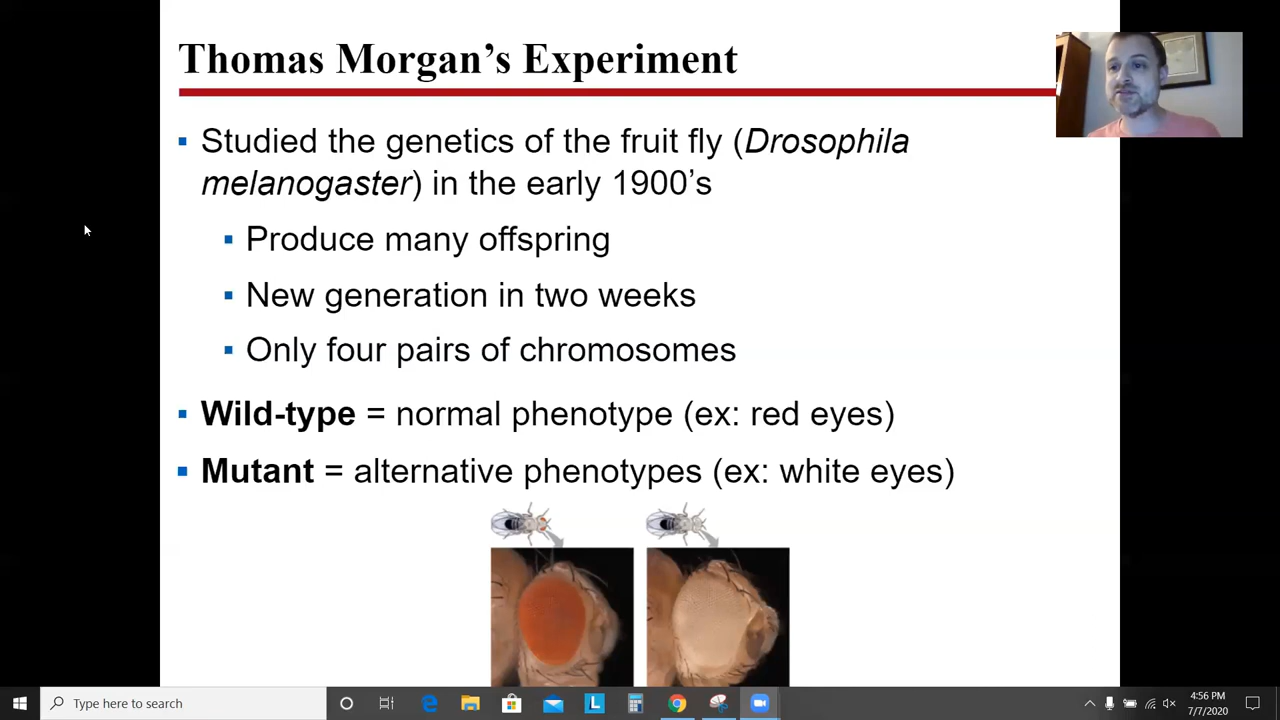 Thomas Morgan’s Experiment
▪ Studied the genetics of the fruit fly (Drosophila
melanogaster) in the early 1900’s
▪ Produce many offspring
▪ New generation in two weeks
▪ Only four pairs of chromosomes
▪ Wild-type = normal phenotype (ex: red eyes)
▪ Mutant = alternative phenotypes (ex: white eyes)
Type here to search
L
4:56 PM
7/7/2020